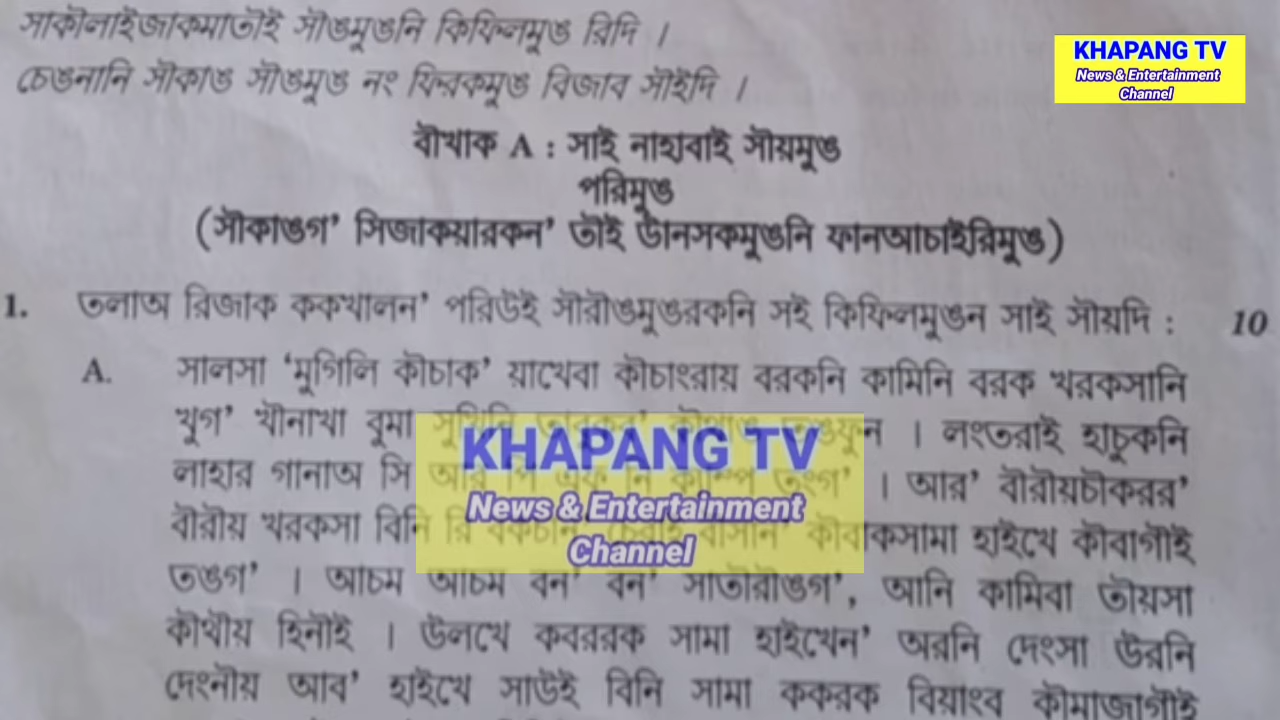 সাকৗলাইজাকমাতৗই সৗঙমুঙনি কিফিলমুঙ রিদি ।
চেঙনানি সৗকাঙ সৗঙমুঙ নং ফিরকমুঙ বিজাব সৗইদি ।
KHAPANG TV
News & Entertainment
Channel
বৗখাক A : সাই নাহাবাই সৗয়মুঙ
পরিমুঙ
(সৗকাঙগ’ সিজাকয়ারকন’ তৗই উানসকমুঙনি ফানআচাইরিমুঙ)
1. তলাঅ রিজাক ককখালন’ পরিউই সৗরৗঙমুঙরকনি সই কিফিলমুঙন সাই সৗয়দি : 10
A. সালসা ‘মুগিলি কৗচাক’ য়াখেবা কৗচাংরায় বরকনি কামিনি বরক খরকসানি
খুগ’ খৗনাখা বুমা
। লংতরাই হাচুকনি
KHAPANG TV
লাহার গানাঅ সি
। আর’ বৗরৗয়চৗকরর’
News & Entertainment
বৗরৗয় খরকসা বিনি রি
কৗবাকসামা হাইখে কৗবাগৗই
Channel
তঙগ’ । আচম আচম বন’ বন’ সাতৗরৗঙগ’, আনি কামিবা তৗয়সা
কৗথৗয় হিনৗই । উলখে কবররক সামা হাইখেন’ অরনি দেংসা উরনি
দেংনৗয় আব’ হাইখে সাউই বিনি সামা ককরক বিয়াংব কৗমাজাগৗই